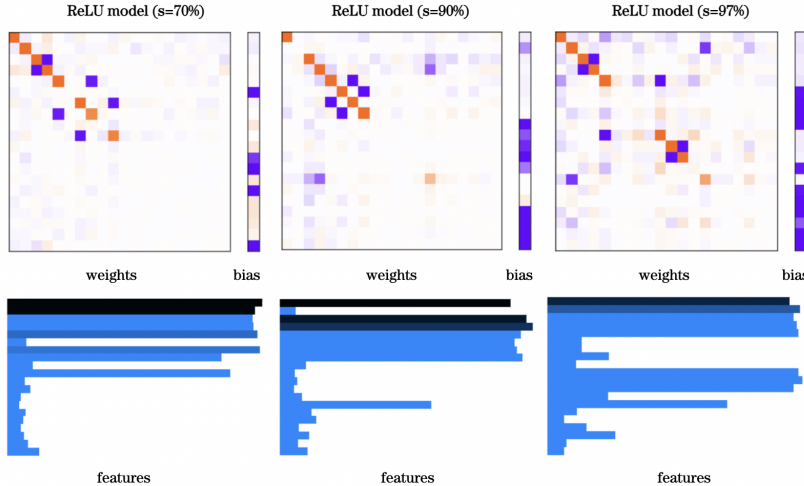 ReLU model (s=70%)
ReLU model (s=90%)
ReLU model (s=97%)
weights
bias
weights
bias
weights
bias
features
features
features